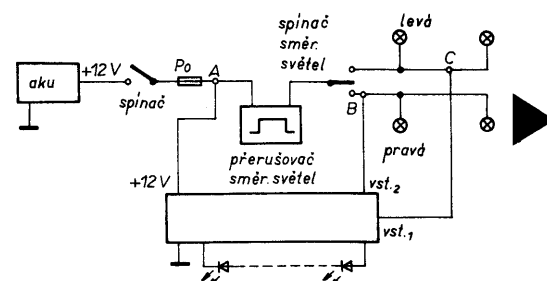 aku
+12 V
spínač
Po
A
přerušovač
směr. světel
spínač
směr.
světel
levá
C
B
pravá
+12 V
vst.2
vst.1